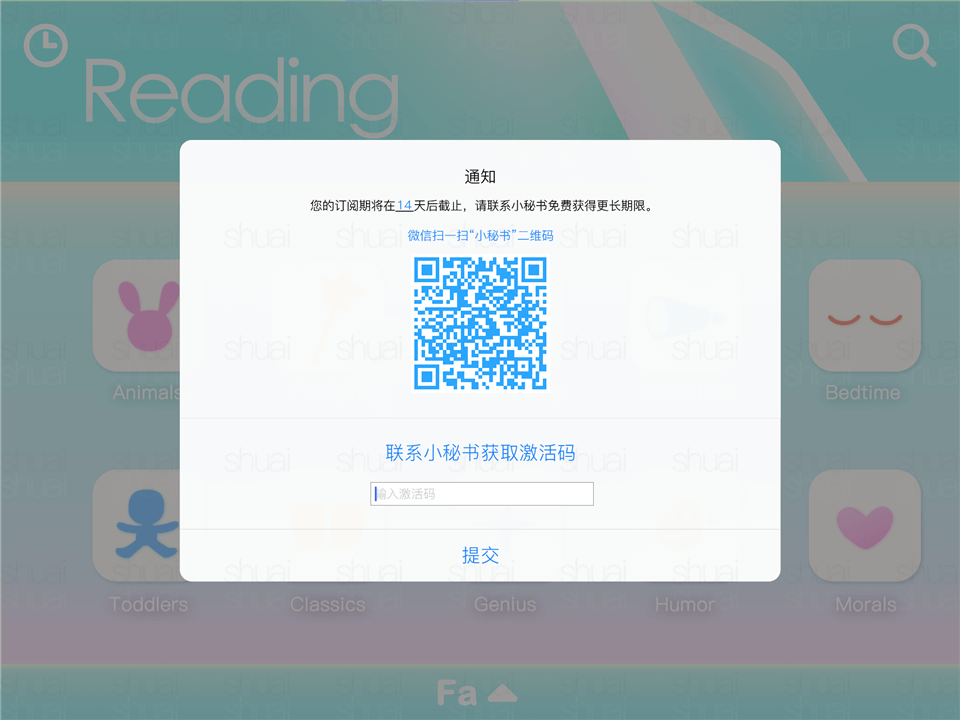 Reading
通知
您的订阅期将在14天后截止，请联系小秘书免费获得更长期限。
微信扫一扫“小秘书”二维码
Animals
Bedtime
联系小秘书获取激活码
输入激活码
提交
Toddlers
Classics
Genius
Humor
Morals
Fa
shuai